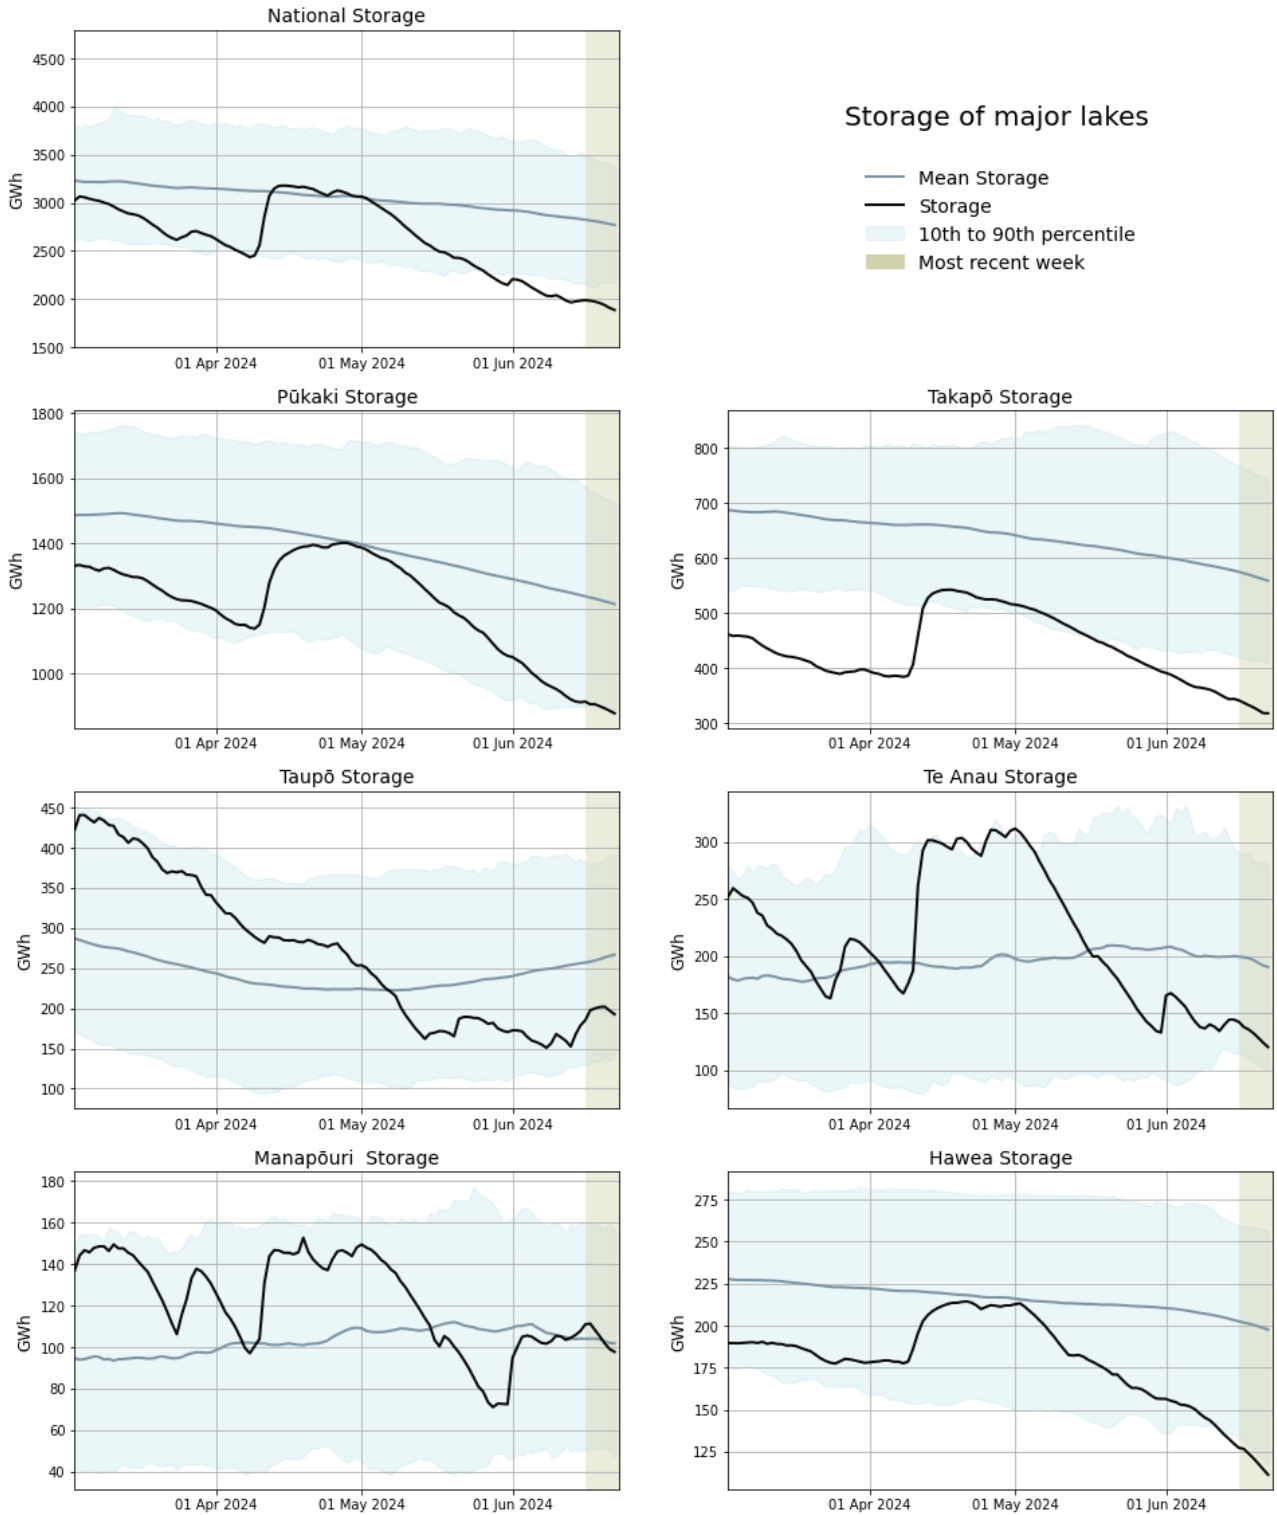 National Storage
GWh
4500
4000
3500
3000
2500
2000
1500
01 Apr 2024 01 May 2024 01 Jun 2024
Storage of major lakes
Mean Storage
Storage
10th to 90th percentile
Most recent week
Pūkaki Storage
GWh
1800
1600
1400
1200
1000
01 Apr 2024 01 May 2024 01 Jun 2024
Takapō Storage
GWh
800
700
600
500
400
300
01 Apr 2024 01 May 2024 01 Jun 2024
Taupō Storage
GWh
450
400
350
300
250
200
150
100
01 Apr 2024 01 May 2024 01 Jun 2024
Te Anau Storage
GWh
300
250
200
150
100
01 Apr 2024 01 May 2024 01 Jun 2024
Manapōuri Storage
GWh
180
160
140
120
100
80
60
40
01 Apr 2024 01 May 2024 01 Jun 2024
Hawea Storage
GWh
275
250
225
200
175
150
125
01 Apr 2024 01 May 2024 01 Jun 2024